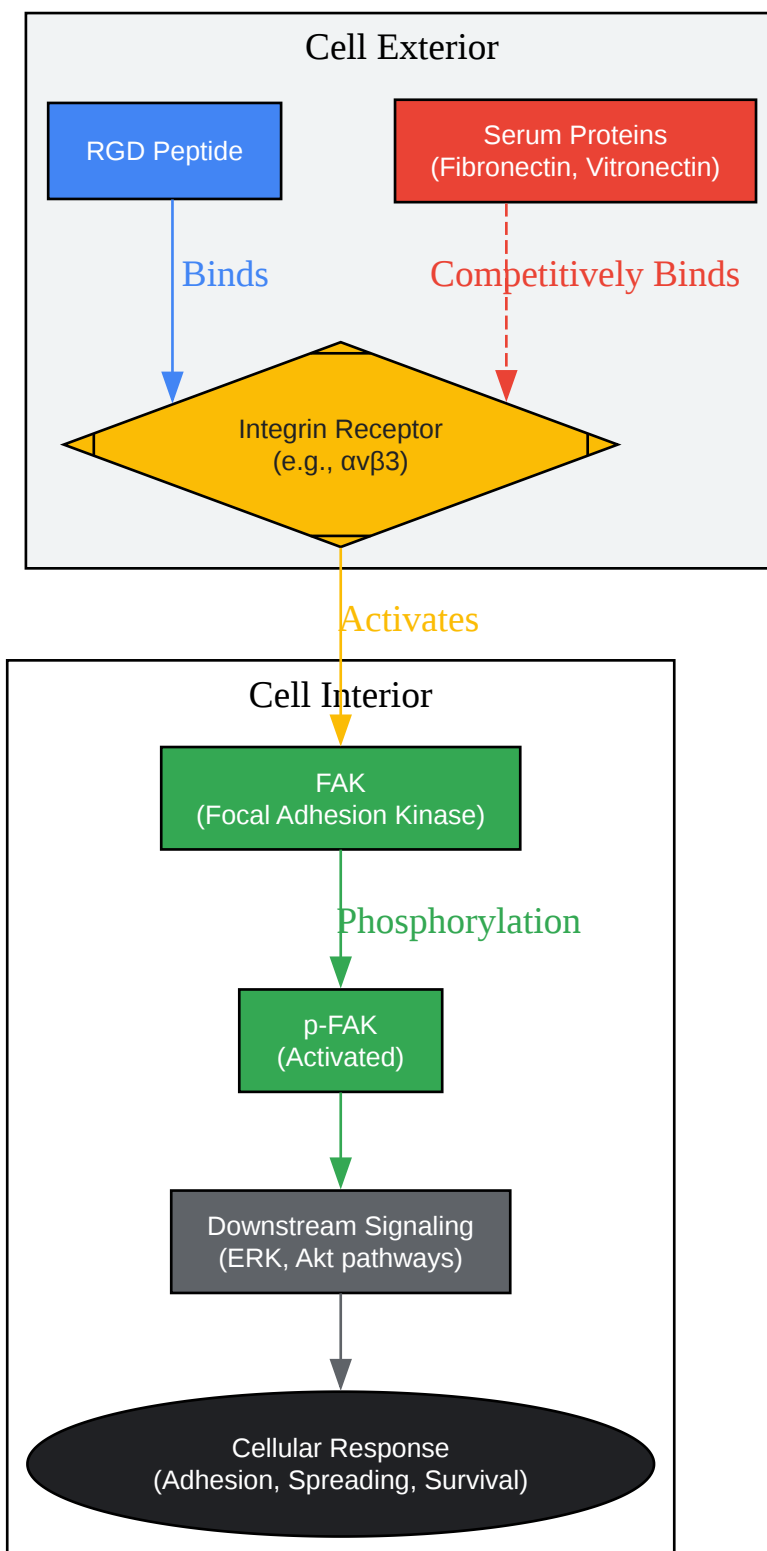 Cell Exterior
RGD Peptide
Serum Proteins
(Fibronectin, Vitronectin)
Binds
Competitively Binds
Integrin Receptor
(e.g., αvβ3)
Activates
Cell Interior
FAK
(Focal Adhesion Kinase)
Phosphorylation
p-FAK
(Activated)
Downstream Signaling
(ERK, Akt pathways)
Cellular Response
(Adhesion, Spreading, Survival)